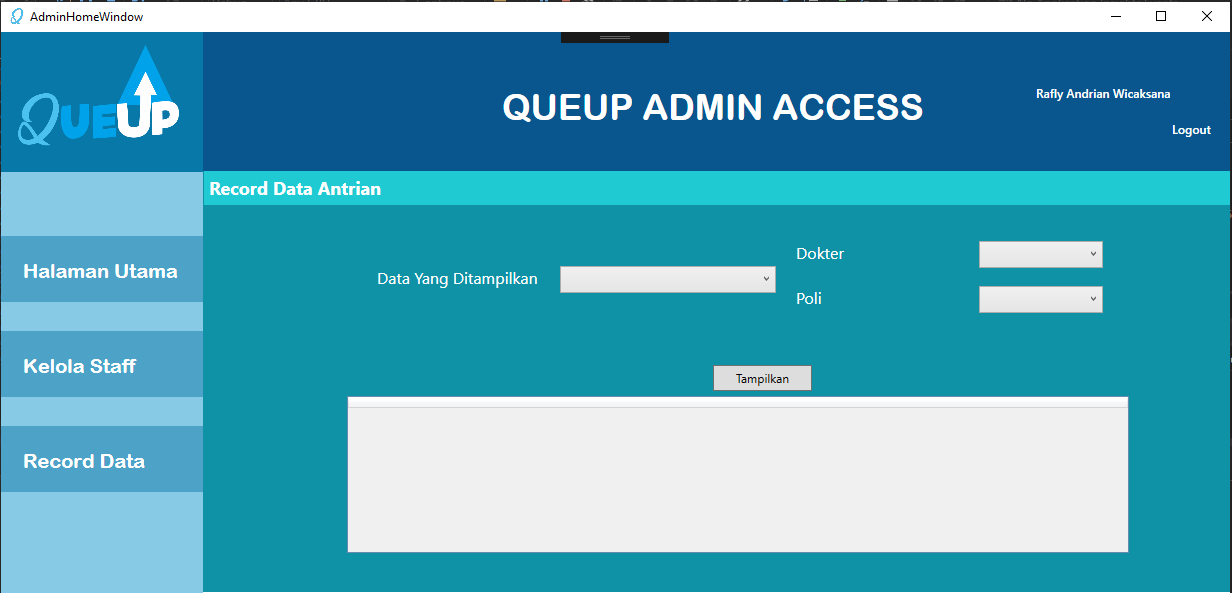 AdminHomeWindow
QUEUP
QUEUP ADMIN ACCESS
Rafly Andrian Wicaksana
Logout
Record Data Antrian
Halaman Utama
Kelola Staff
Record Data
Data Yang Ditampilkan
Dokter
Poli
Tampilkan